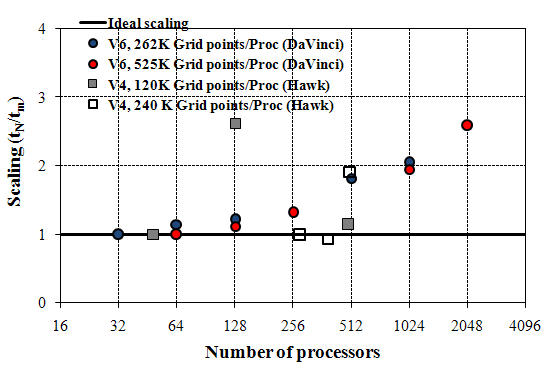 Ideal scaling
V6, 262K Grid points/Proc (DaVinci)
V6, 525K Grid points/Proc (DaVinci)
V4, 120K Grid points/Proc (Hawk)
V4, 240 K Grid points/Proc (Hawk)
4
3
2
1
0
Scaling (tN/tm)
16 32 64 128 256 512 1024 2048 4096
Number of processors